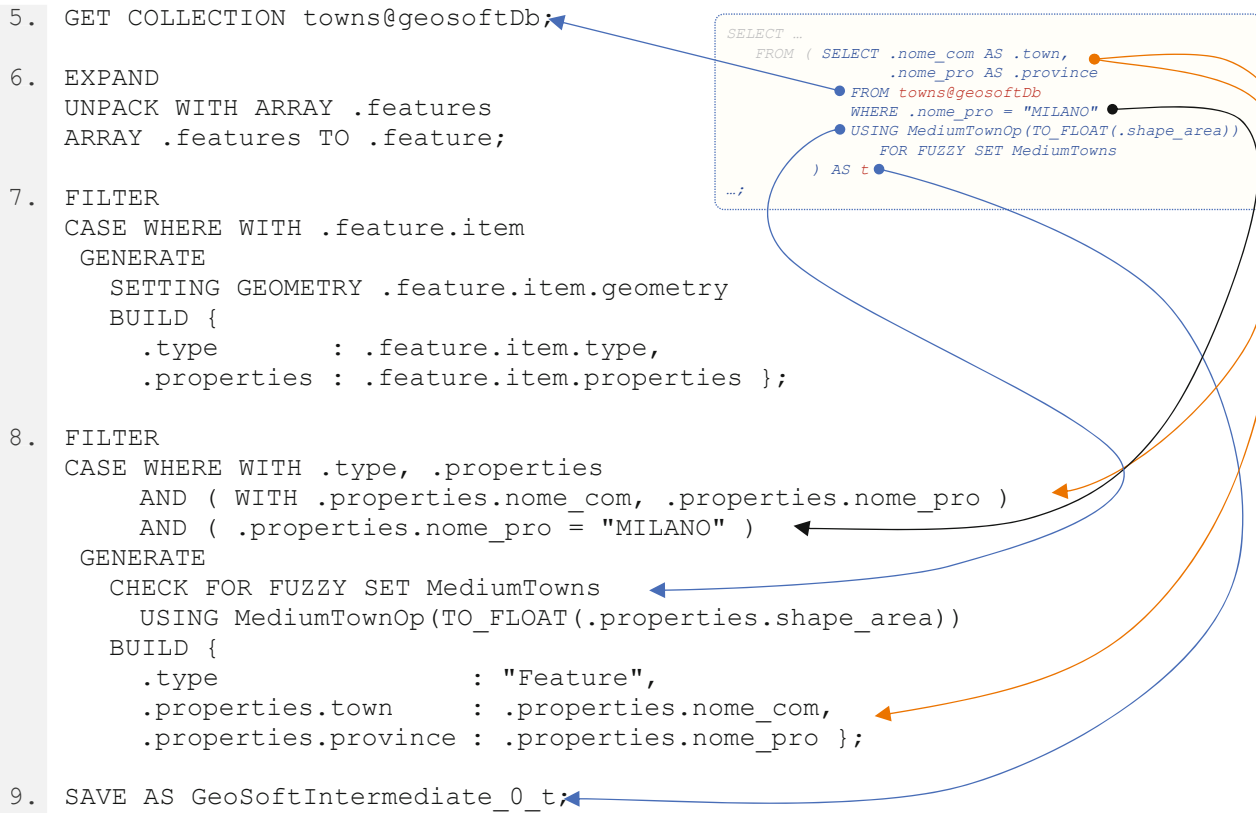 5. GET COLLECTION towns@geosoftDb;
6. EXPAND
UNPACK WITH ARRAY .features
ARRAY .features TO .feature;
7. FILTER
CASE WHERE WITH .feature.item
GENERATE
SETTING GEOMETRY .feature.item.geometry
BUILD {
.type : .feature.item.type,
.properties : .feature.item.properties };
8. FILTER
CASE WHERE WITH .type, .properties
AND ( WITH .properties.nome_com, .properties.nome_pro )
AND ( .properties.nome_pro = "MILANO" )
GENERATE
CHECK FOR FUZZY SET MediumTowns
USING MediumTownOp(TO_FLOAT(.properties.shape_area))
BUILD {
.type : "Feature",
.properties.town : .properties.nome_com,
.properties.province : .properties.nome_pro };
9. SAVE AS GeoSoftIntermediate_0_t;
SELECT …
FROM ( SELECT .nome_com AS .town,
.nome_pro AS .province
FROM towns@geosoftDb
WHERE .nome_pro = "MILANO"
USING MediumTownOp(TO_FLOAT(.shape_area))
FOR FUZZY SET MediumTowns
) AS t
…;